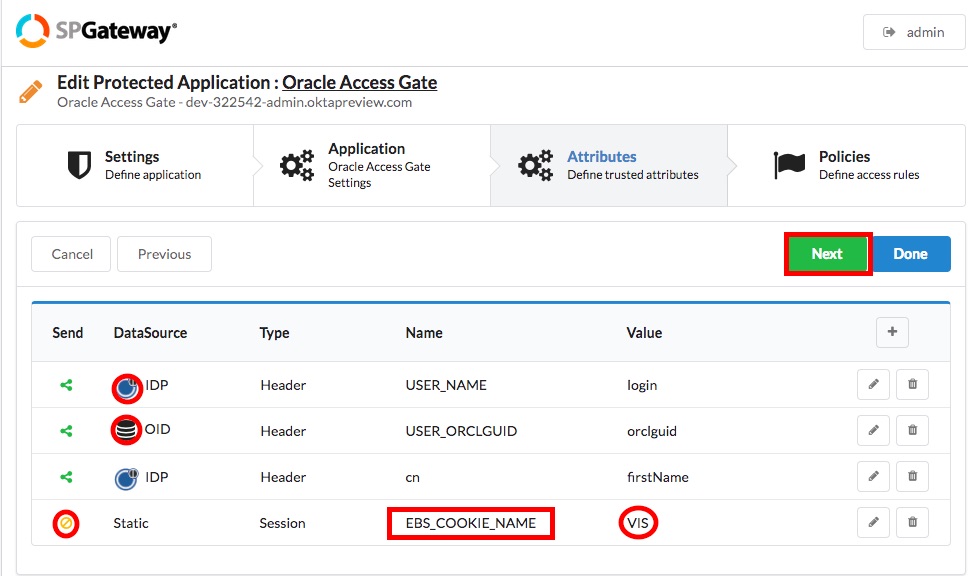 SPGateway®
admin
Edit Protected Application : Oracle Access Gate
Oracle Access Gate - dev-322542-admin.oktapreview.com
Settings
Define application
Application
Oracle Access Gate
Settings
Attributes
Define trusted attributes
Policies
Define access rules
Cancel Previous Next Done
Send DataSource Type Name Value +
IDP Header USER_NAME login
OID Header USER_ORCLGUID orclguid
IDP Header cn firstName
Static Session EBS_COOKIE_NAME VIS